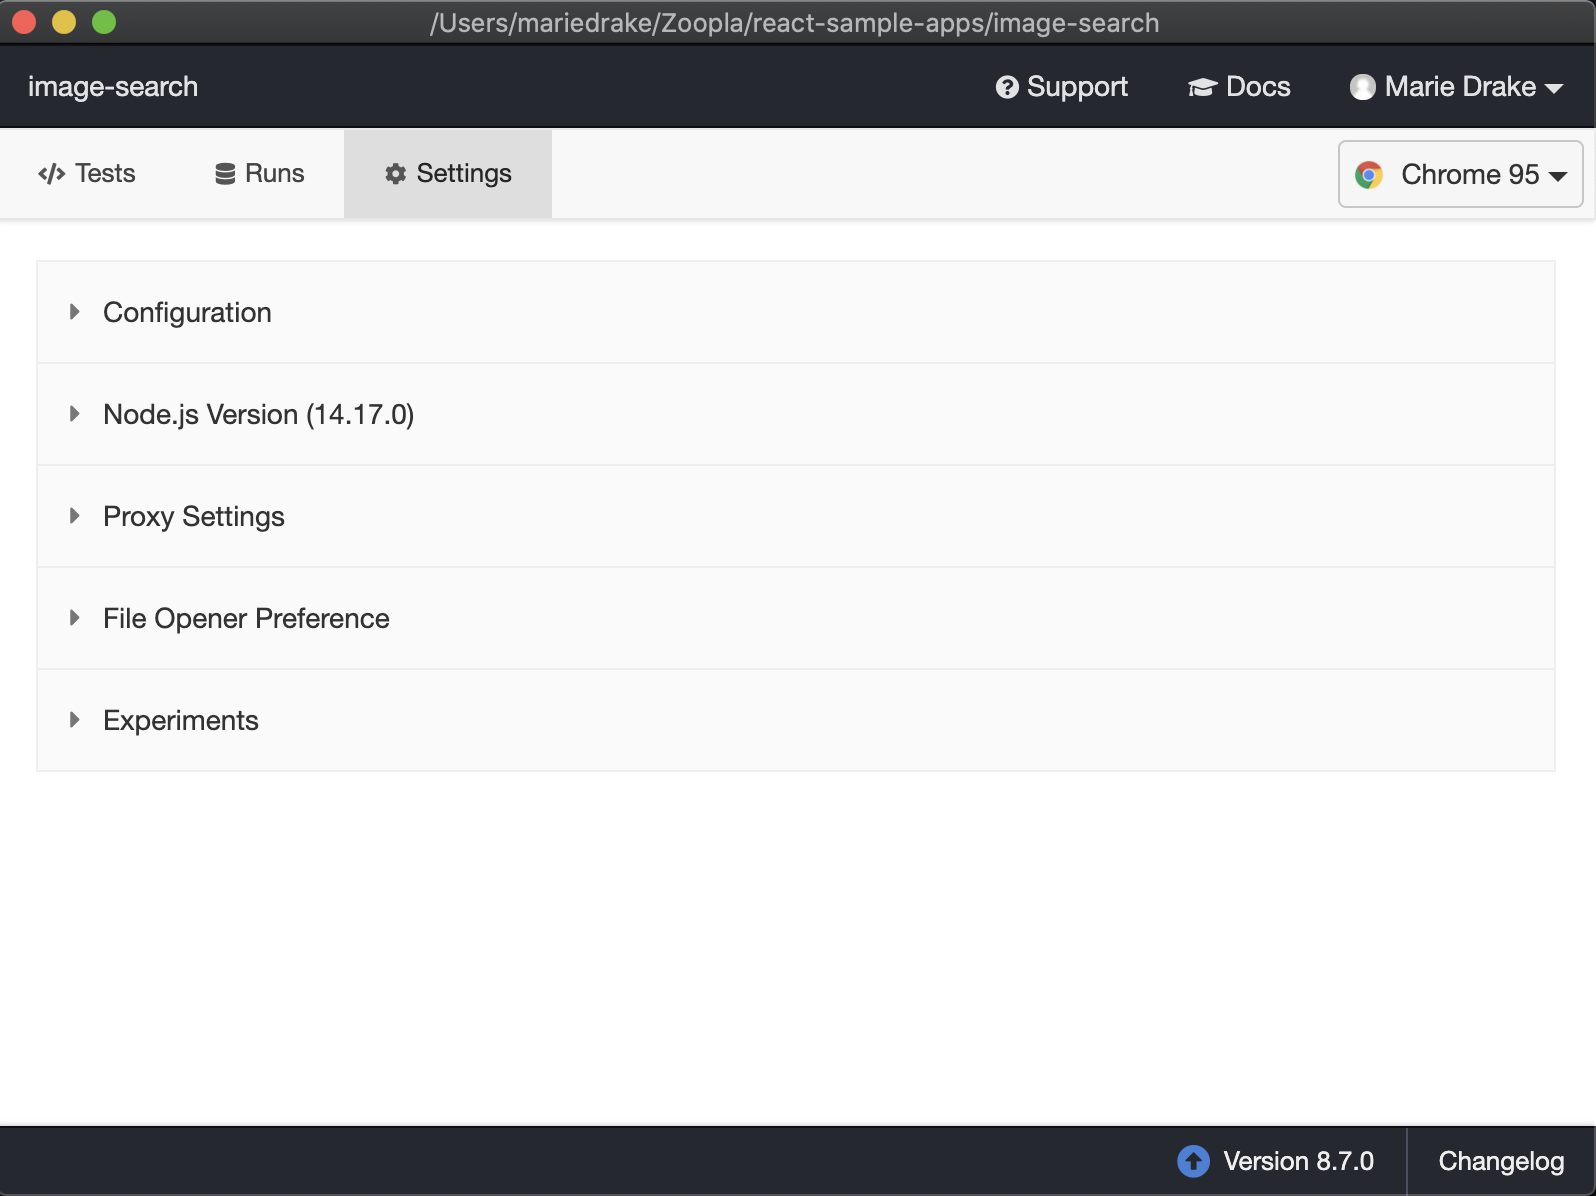 /Users/mariedrake/Zoopla/react-sample-apps/image-search
image-search Support Docs Marie Drake
Tests Runs Settings Chrome 95
Configuration
Node.js Version (14.17.0)
Proxy Settings
File Opener Preference
Experiments
Version 8.7.0 Changelog